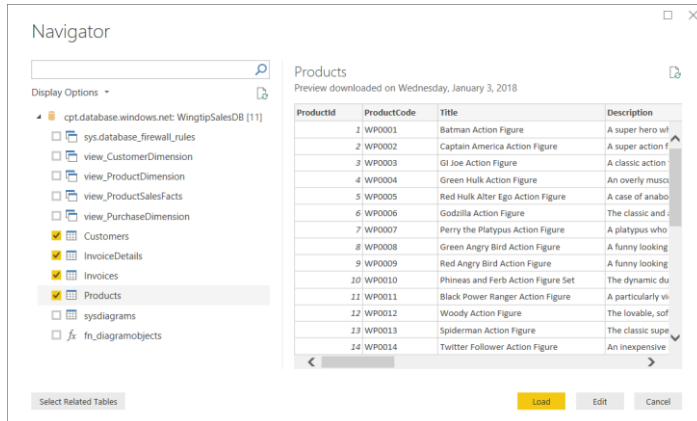 Navigator
Display Options
cpt.database.windows.net: WingtipSalesDB [11]
sys.database_firewall_rules
view_CustomerDimension
view_ProductDimension
view_ProductSalesFacts
view_PurchaseDimension
Customers
InvoiceDetails
Invoices
Products
sysdiagrams
fx fn_diagramobjects
Products
Preview downloaded on Wednesday, January 3, 2018
ProductId ProductCode Title Description
1 WP0001 Batman Action Figure A super hero wh
2 WP0002 Captain America Action Figure A super action f
3 WP0003 GI Joe Action Figure A classic action
4 WP0004 Green Hulk Action Figure An overly muscu
5 WP0005 Red Hulk Alter Ego Action Figure A case of anabo
6 WP0006 Godzilla Action Figure The classic and
7 WP0007 Perry the Platypus Action Figure A platypus who
8 WP0008 Green Angry Bird Action Figure A funny looking
9 WP0009 Red Angry Bird Action Figure A funny looking
10 WP0010 Phineas and Ferb Action Figure Set The dynamic du
11 WP0011 Black Power Ranger Action Figure A particularly vi
12 WP0012 Woody Action Figure The lovable, sof
13 WP0013 Spiderman Action Figure The classic supe
14 WP0014 Twitter Follower Action Figure An inexpensive
Select Related Tables
Load Edit Cancel